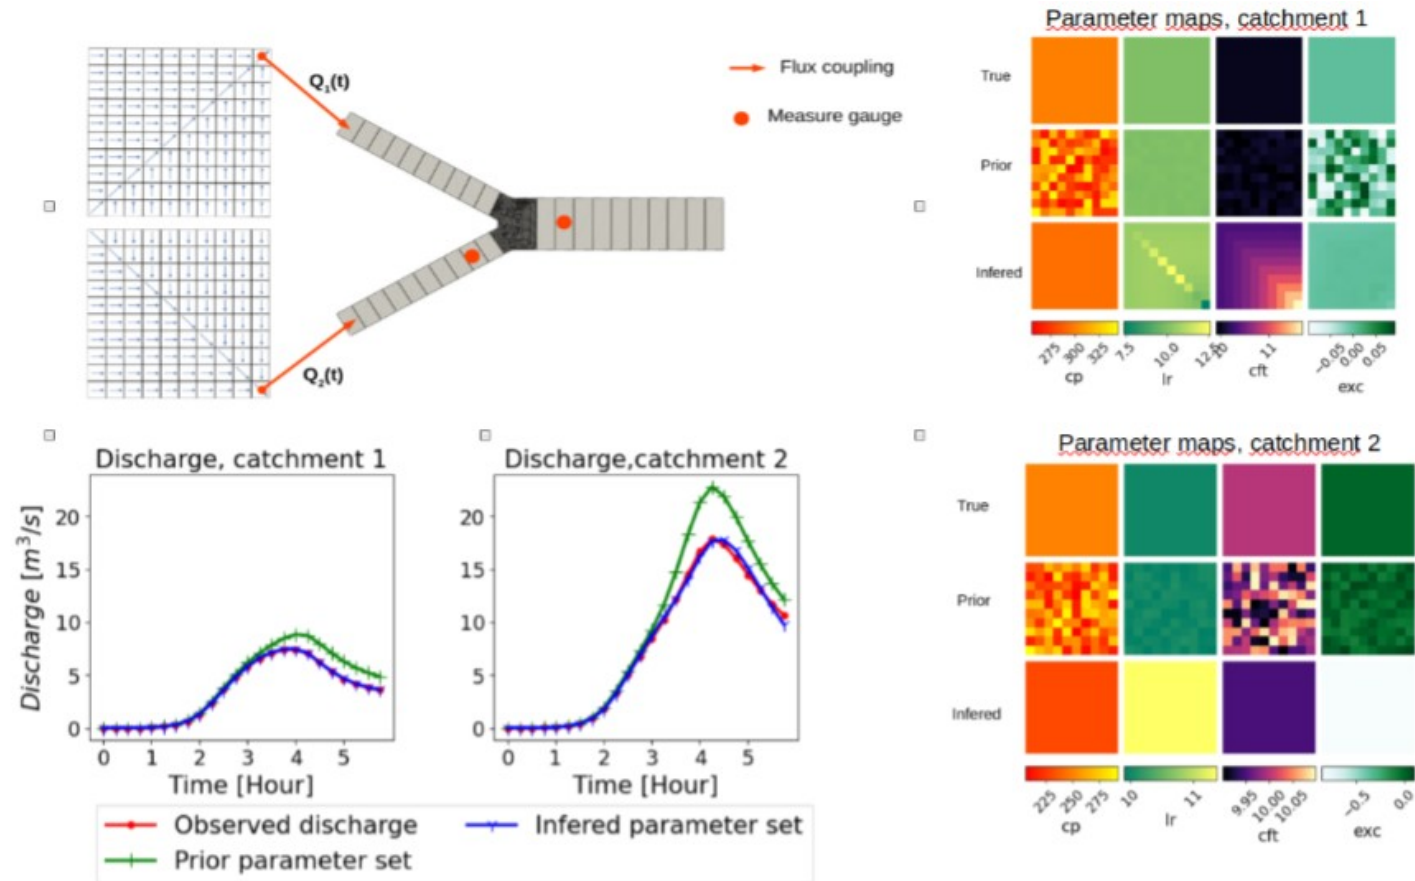 Q₁(t)
Q₂(t)
Flux coupling
Measure gauge
Parameter maps, catchment 1
True
Prior
Infered
275 300 325
7.5 10.0 12.5
10 11
−0.05 0.00 0.05
cp
lr
cft
exc
Discharge, catchment 1
Discharge [m³/s]
20
15
10
5
0
0 1 2 3 4 5
Time [Hour]
Discharge,catchment 2
20
15
10
5
0
0 1 2 3 4 5
Time [Hour]
Observed discharge
Prior parameter set
Infered parameter set
Parameter maps, catchment 2
True
Prior
Infered
225 250 275
10 11
9.95 10.00 10.05
−0.5 0.0
cp
lr
cft
exc